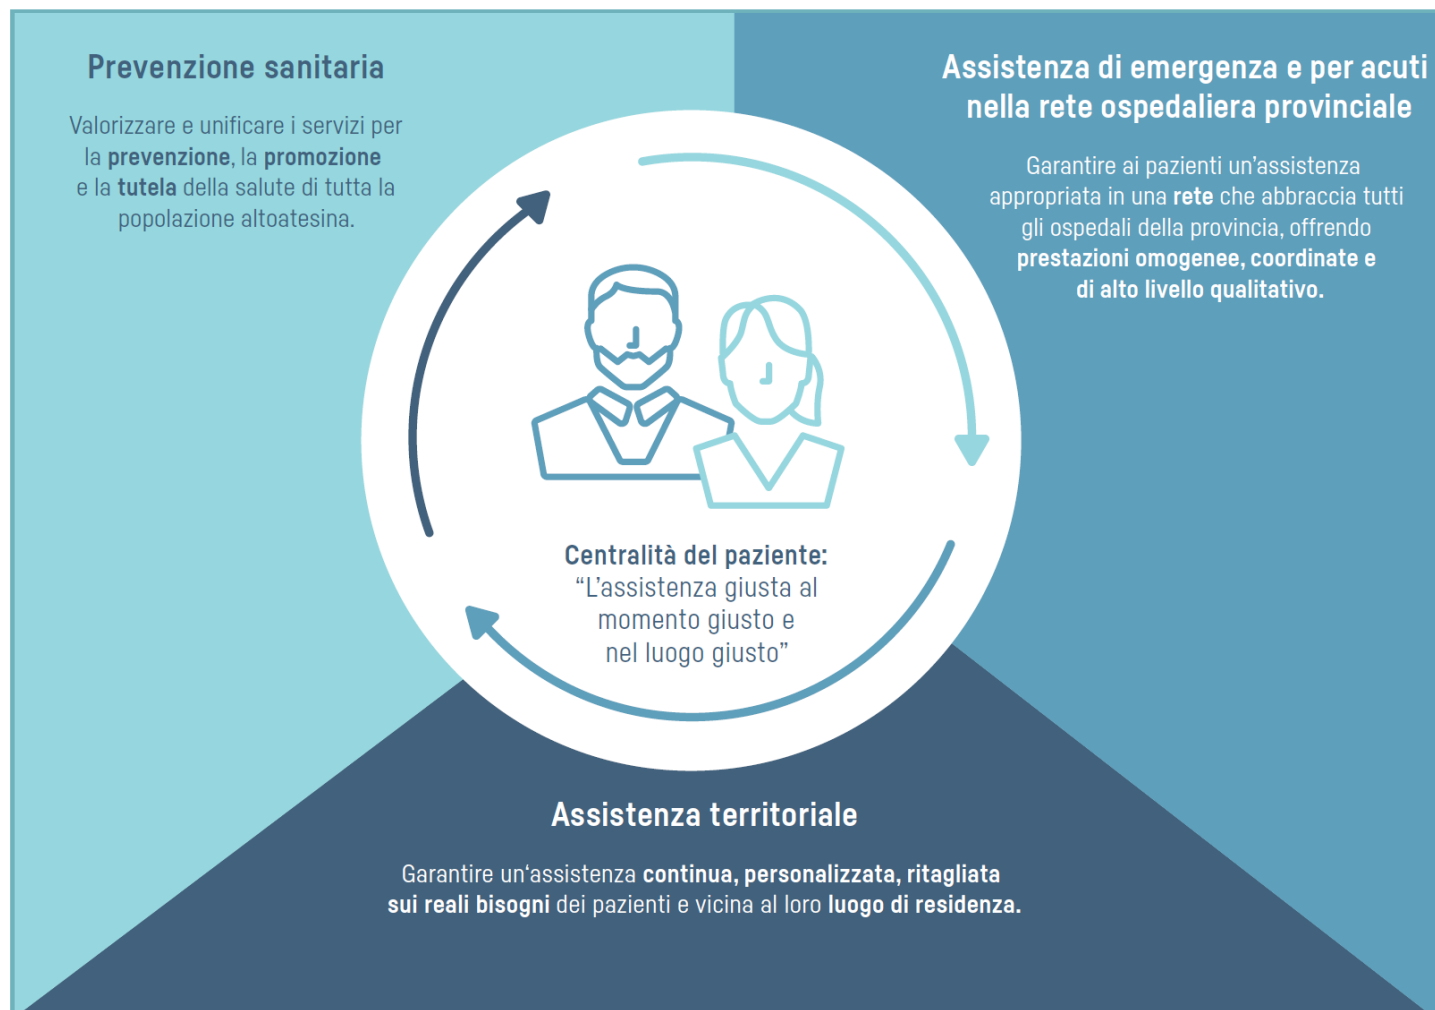 Prevenzione sanitaria
Valorizzare e unificare i servizi per
la prevenzione, la promozione
e la tutela della salute di tutta la
popolazione altoatesina.
Assistenza di emergenza e per acuti
nella rete ospedaliera provinciale
Garantire ai pazienti un’assistenza
appropriata in una rete che abbraccia tutti
gli ospedali della provincia, offrendo
prestazioni omogenee, coordinate e
di alto livello qualitativo.
Centralità del paziente:
“L’assistenza giusta al
momento giusto e
nel luogo giusto”
Assistenza territoriale
Garantire un‘assistenza continua, personalizzata, ritagliata
sui reali bisogni dei pazienti e vicina al loro luogo di residenza.